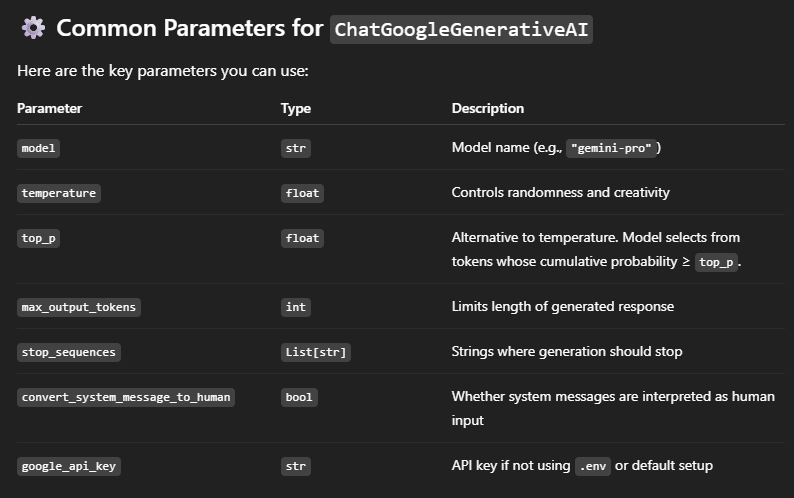 ⚙️ Common Parameters for ChatGoogleGenerativeAI
Here are the key parameters you can use:
Parameter Type Description
model str Model name (e.g., "gemini-pro")
temperature float Controls randomness and creativity
top_p float Alternative to temperature. Model selects from
tokens whose cumulative probability ≥ top_p.
max_output_tokens int Limits length of generated response
stop_sequences List[str] Strings where generation should stop
convert_system_message_to_human bool Whether system messages are interpreted as human
input
google_api_key str API key if not using .env or default setup